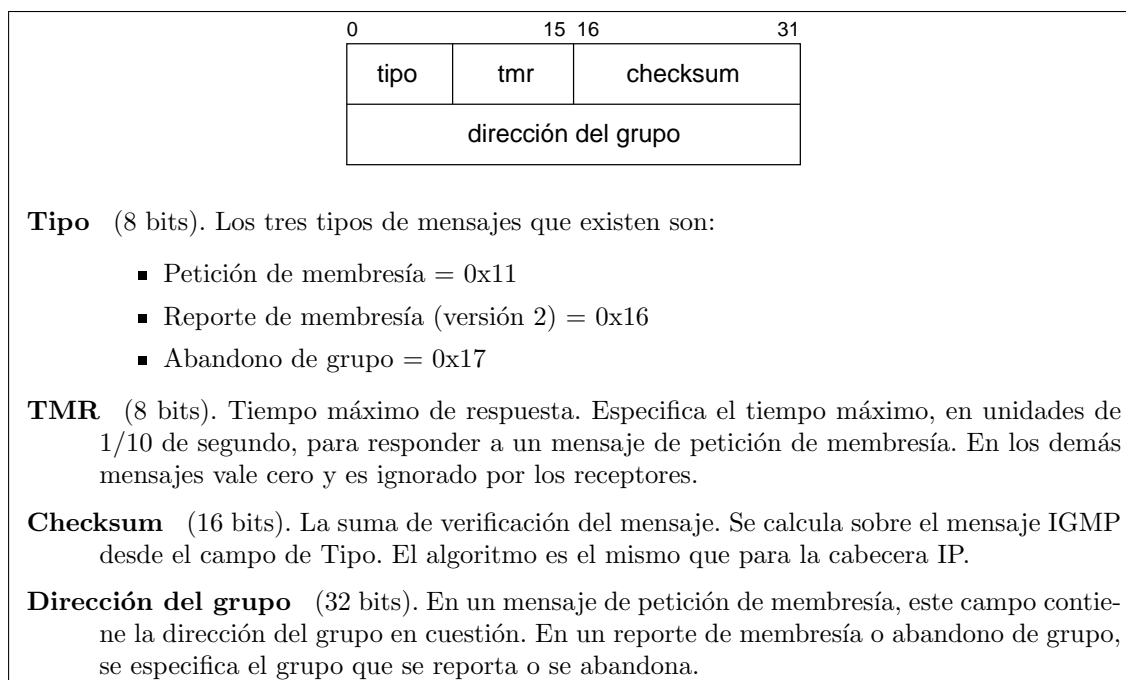 0 15 16 31
tipo tmr checksum
dirección del grupo
Tipo (8 bits). Los tres tipos de mensajes que existen son:
Petición de membresía = 0x11
Reporte de membresía (versión 2) = 0x16
Abandono de grupo = 0x17
TMR (8 bits). Tiempo máximo de respuesta. Especifica el tiempo máximo, en unidades de
1/10 de segundo, para responder a un mensaje de petición de membresía. En los demás
mensajes vale cero y es ignorado por los receptores.
Checksum (16 bits). La suma de verificación del mensaje. Se calcula sobre el mensaje IGMP
desde el campo de Tipo. El algoritmo es el mismo que para la cabecera IP.
Dirección del grupo (32 bits). En un mensaje de petición de membresía, este campo contie-
ne la dirección del grupo en cuestión. En un reporte de membresía o abandono de grupo,
se especifica el grupo que se reporta o se abandona.